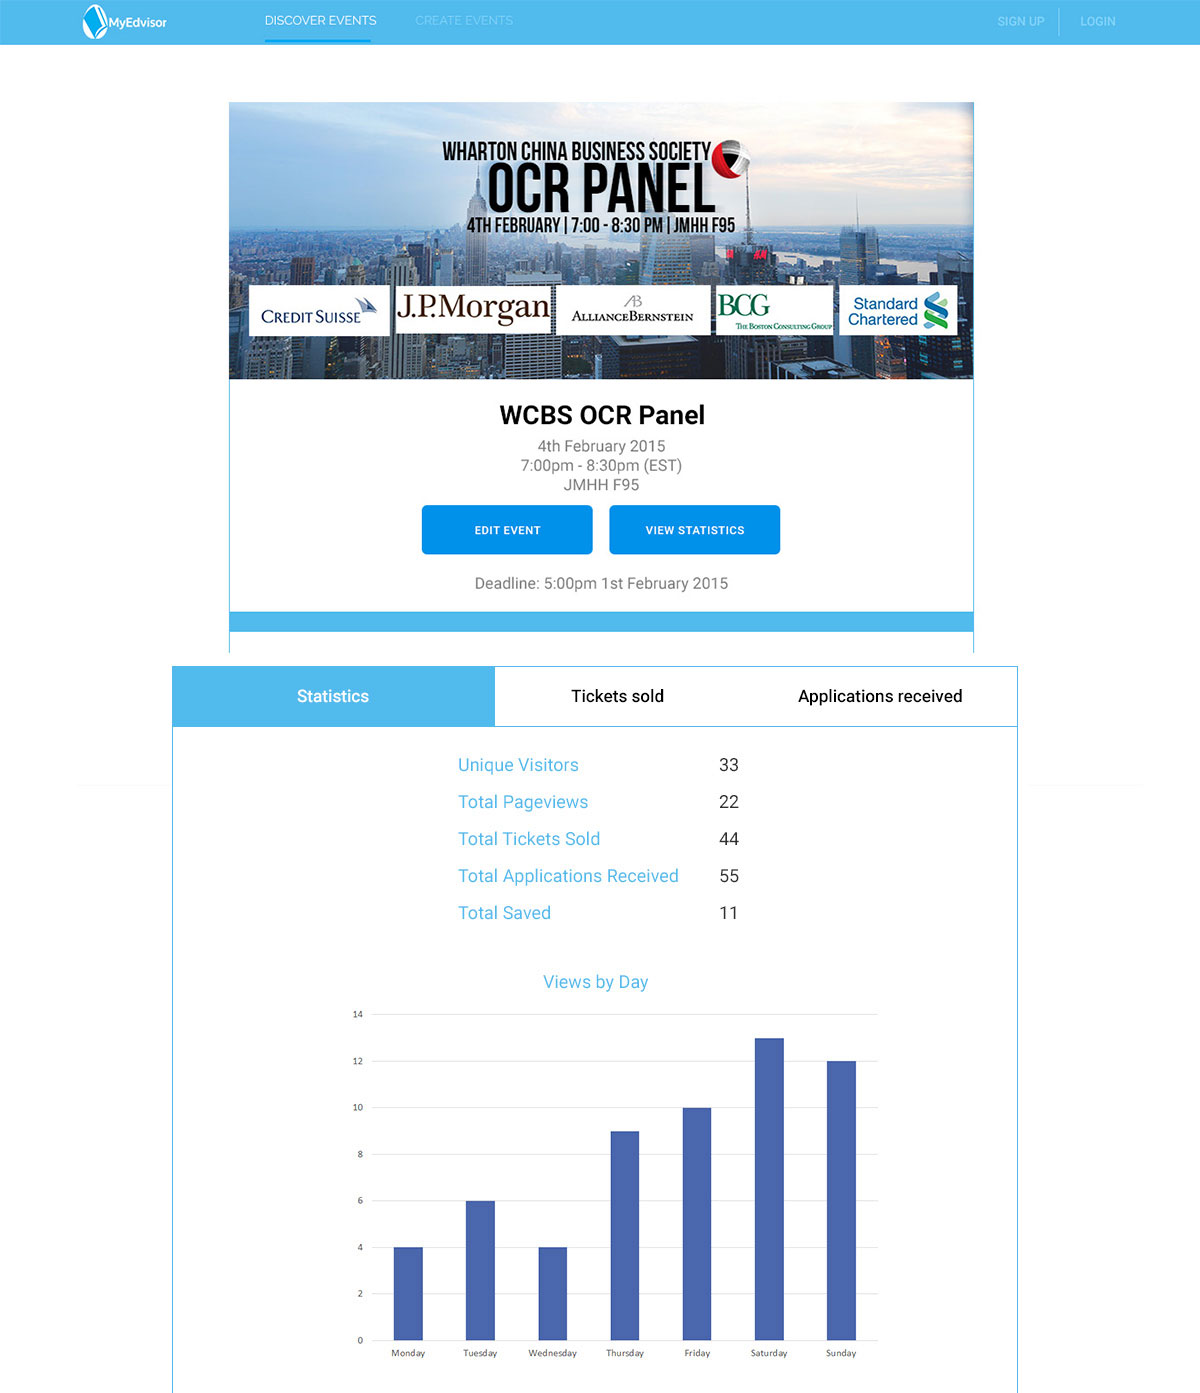 MyEdvisor
DISCOVER EVENTS
CREATE EVENTS
SIGN UP
LOGIN
WHARTON CHINA BUSINESS SOCIETY
OCR PANEL
4TH FEBRUARY | 7:00 - 8:30 PM | JMHH F95
CREDIT SUISSE
J.P.Morgan
AB
ALLIANCEBERNSTEIN
BCG
THE BOSTON CONSULTING GROUP
Standard
Chartered
WCBS OCR Panel
4th February 2015
7:00pm - 8:30pm (EST)
JMHH F95
EDIT EVENT
VIEW STATISTICS
Deadline: 5:00pm 1st February 2015
Statistics
Tickets sold
Applications received
Unique Visitors 33
Total Pageviews 22
Total Tickets Sold 44
Total Applications Received 55
Total Saved 11
Views by Day
14
12
10
8
6
4
2
0
Monday Tuesday Wednesday Thursday Friday Saturday Sunday